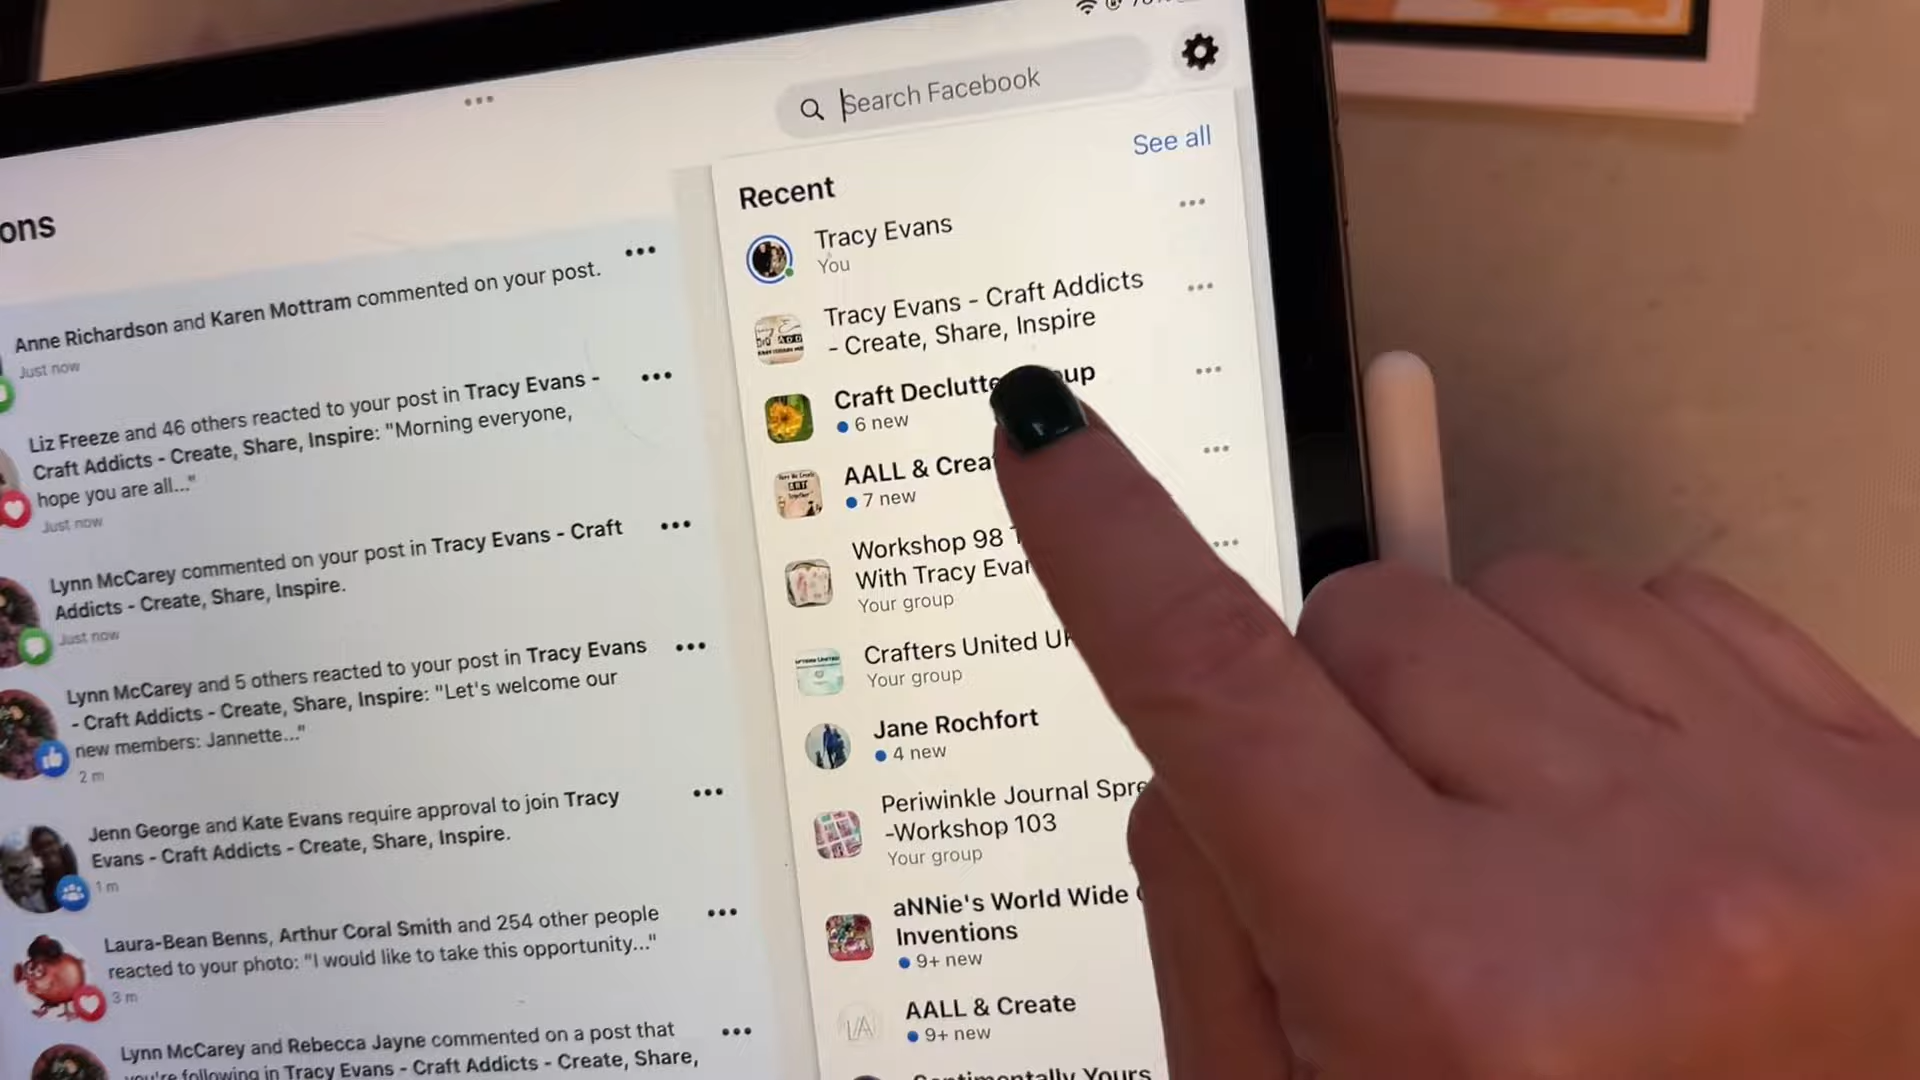 Search Facebook
See all
Recent
Tracy Evans
You
Tracy Evans - Craft Addicts
- Create, Share, Inspire
Craft
6 new
AALL &
7 new
Workshop 98
With Tracy
Your group
Crafters United
Your group
Jane Rochfort
4 new
Periwinkle Journal
-Workshop 103
Your group
aNNie's World Wide
Inventions
9+ new
AALL & Create
9+ new
Sentimentally Yours
ons
Anne Richardson and Karen Mottram commented on your post.
Just now
Liz Freeze and 46 others reacted to your post in Tracy Evans -
Craft Addicts - Create, Share, Inspire: "Morning everyone,
hope you are all..."
Just now
Lynn McCarey commented on your post in Tracy Evans - Craft
Addicts - Create, Share, Inspire.
Just now
Lynn McCarey and 5 others reacted to your post in Tracy Evans
- Craft Addicts - Create, Share, Inspire: "Let's welcome our
new members: Jannette..."
2 m
Jenn George and Kate Evans require approval to join Tracy
Evans - Craft Addicts - Create, Share, Inspire.
1 m
Laura-Bean Benns, Arthur Coral Smith and 254 other people
reacted to your photo: "I would like to take this opportunity..."
3 m
Lynn McCarey and Rebecca Jayne commented on a post that
you're following in Tracy Evans - Craft Addicts - Create, Share,